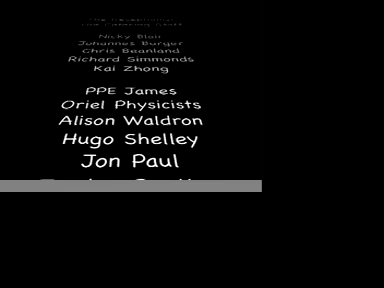 Nicky Blair
Johannes Burger
Chris Beanland
Richard Simmonds
Kai Zhong
PPE James
Oriel Physicists
Alison Waldron
Hugo Shelley
Jon Paul